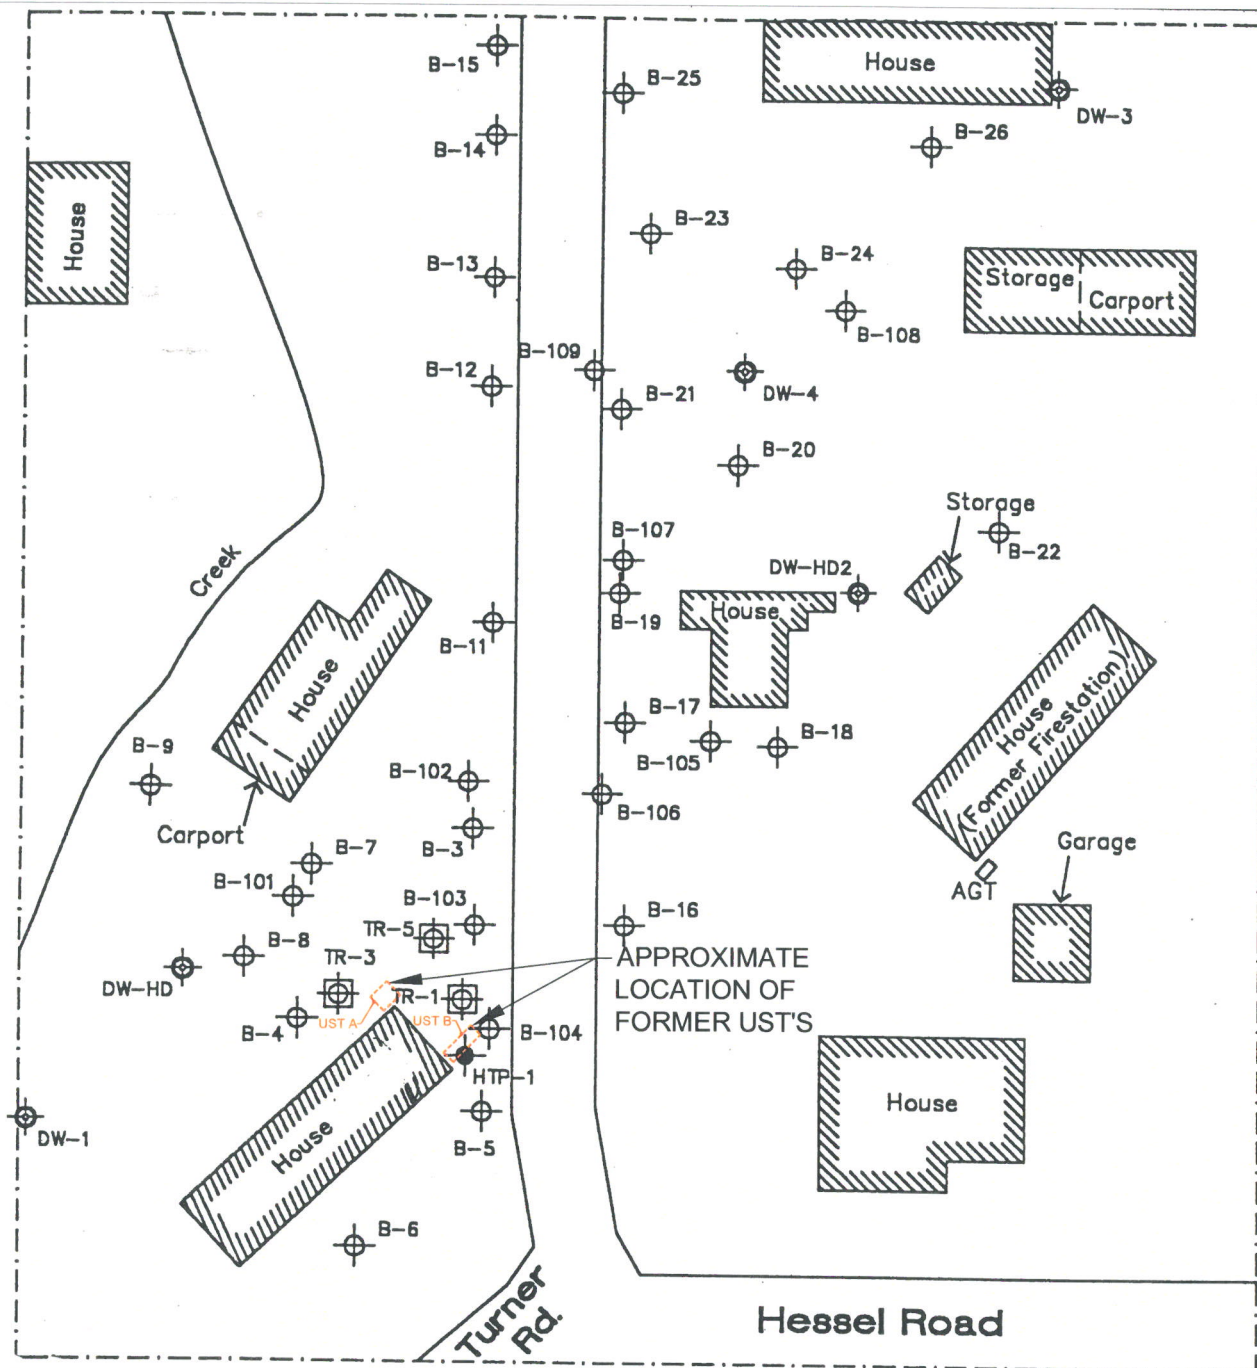 B-15
B-25
House
DW-3
B-14
B-26
House
B-23
B-13
B-24
Storage
Carport
B-108
B-109
B-12
B-21
DW-4
B-20
Storage
B-107
B-22
Creek
DW-HD2
House
B-19
B-11
House
B-17
B-105
B-18
House
(Former Firestation)
B-9
B-102
B-106
Carport
B-3
B-7
Garage
B-101
B-103
AGT
B-16
TR-5
B-8
TR-3
DW-HD
APPROXIMATE
LOCATION OF
FORMER UST'S
TR-1
B-4
UST A
UST B
B-104
HTP-1
DW-1
House
B-5
House
B-6
Turner
Rd.
Hessel Road